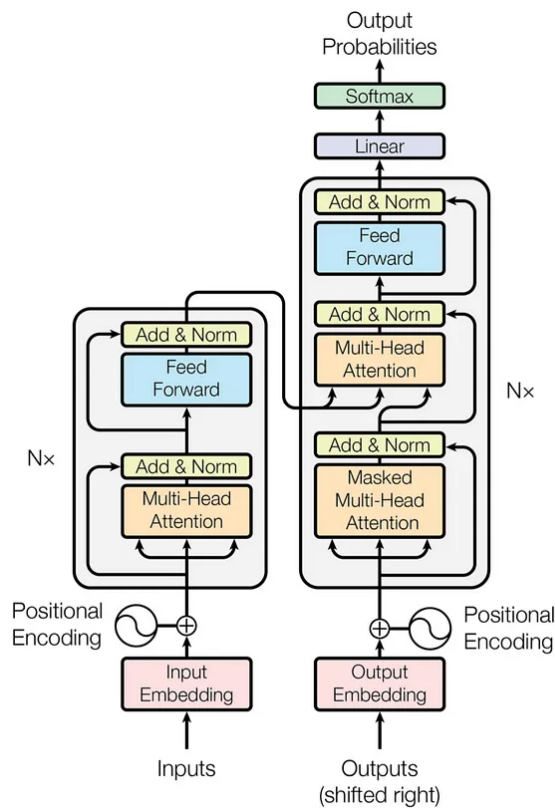 Output
Probabilities
Softmax
Linear
Add & Norm
Feed
Forward
Add & Norm
Multi-Head
Attention
Add & Norm
Masked
Multi-Head
Attention
N×
Add & Norm
Feed
Forward
N×
Add & Norm
Multi-Head
Attention
Positional
Encoding
Positional
Encoding
Input
Embedding
Output
Embedding
Inputs
Outputs
(shifted right)